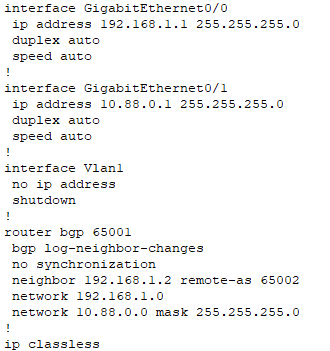 interface GigabitEthernet0/0
 ip address 192.168.1.1 255.255.255.0
 duplex auto
 speed auto
!
interface GigabitEthernet0/1
 ip address 10.88.0.1 255.255.255.0
 duplex auto
 speed auto
!
interface Vlan1
 no ip address
 shutdown
!
router bgp 65001
 bgp log-neighbor-changes
 no synchronization
 neighbor 192.168.1.2 remote-as 65002
 network 192.168.1.0
 network 10.88.0.0 mask 255.255.255.0
!
ip classless